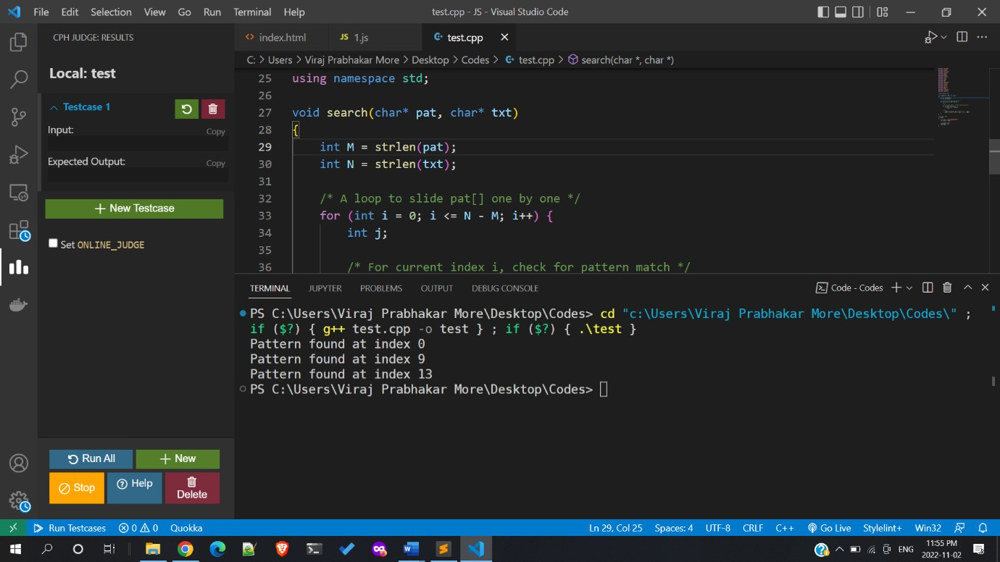 File Edit Selection View Go Run Terminal Help test.cpp - JS - Visual Studio Code
CPH JUDGE: RESULTS
Local: test
Testcase 1
Input: Copy
Expected Output: Copy
+ New Testcase
Set ONLINE_JUDGE
Run All + New
Stop Help Delete
index.html JS 1.js test.cpp
C: > Users > Viraj Prabhakar More > Desktop > Codes > test.cpp > search(char *, char *)
25 using namespace std;
26
27 void search(char* pat, char* txt)
28 {
29 int M = strlen(pat);
30 int N = strlen(txt);
31
32 /* A loop to slide pat[] one by one */
33 for (int i = 0; i <= N - M; i++) {
34 int j;
35
36 /* For current index i, check for pattern match */
TERMINAL JUPYTER PROBLEMS OUTPUT DEBUG CONSOLE Code - Codes
PS C:\Users\Viraj Prabhakar More\Desktop\Codes> cd "c:\Users\Viraj Prabhakar More\Desktop\Codes\" ;
if ($?) { g++ test.cpp -o test } ; if ($?) { .\test }
Pattern found at index 0
Pattern found at index 9
Pattern found at index 13
PS C:\Users\Viraj Prabhakar More\Desktop\Codes>
Run Testcases 0 0 Quokka Ln 29, Col 25 Spaces: 4 UTF-8 CRLF C++ Go Live Stylelint+ Win32
ENG 11:55 PM
2022-11-02